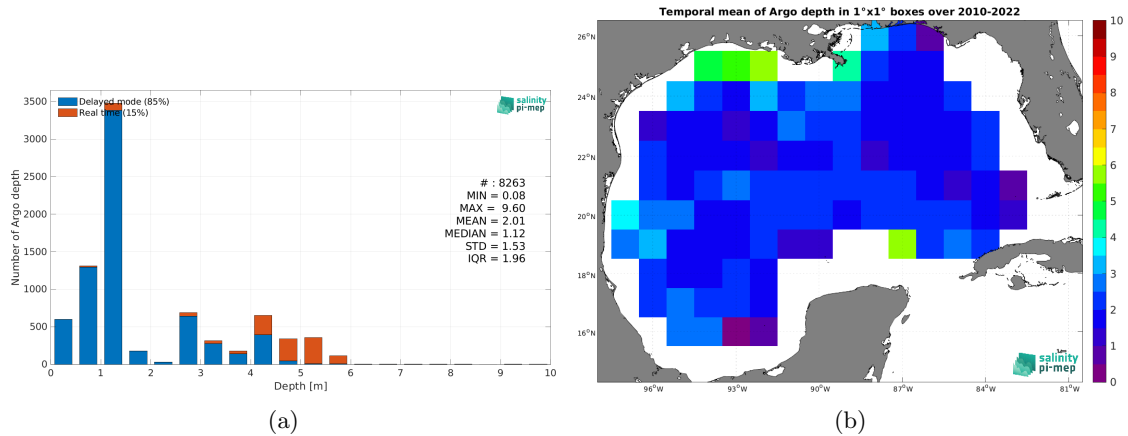 Delayed mode (85%)
Real time (15%)
salinity
pi-mep
3500
3000
2500
2000
1500
1000
500
0
Number of Argo depth
# : 8263
MIN = 0.08
MAX = 9.60
MEAN = 2.01
MEDIAN = 1.12
STD = 1.53
IQR = 1.96
0 1 2 3 4 5 6 7 8 9 10
Depth [m]
(a)
Temporal mean of Argo depth in 1°x1° boxes over 2010-2022
26°N
24°N
22°N
20°N
18°N
16°N
96°W 93°W 90°W 87°W 84°W 81°W
salinity
pi-mep
10
9
8
7
6
5
4
3
2
1
0
(b)